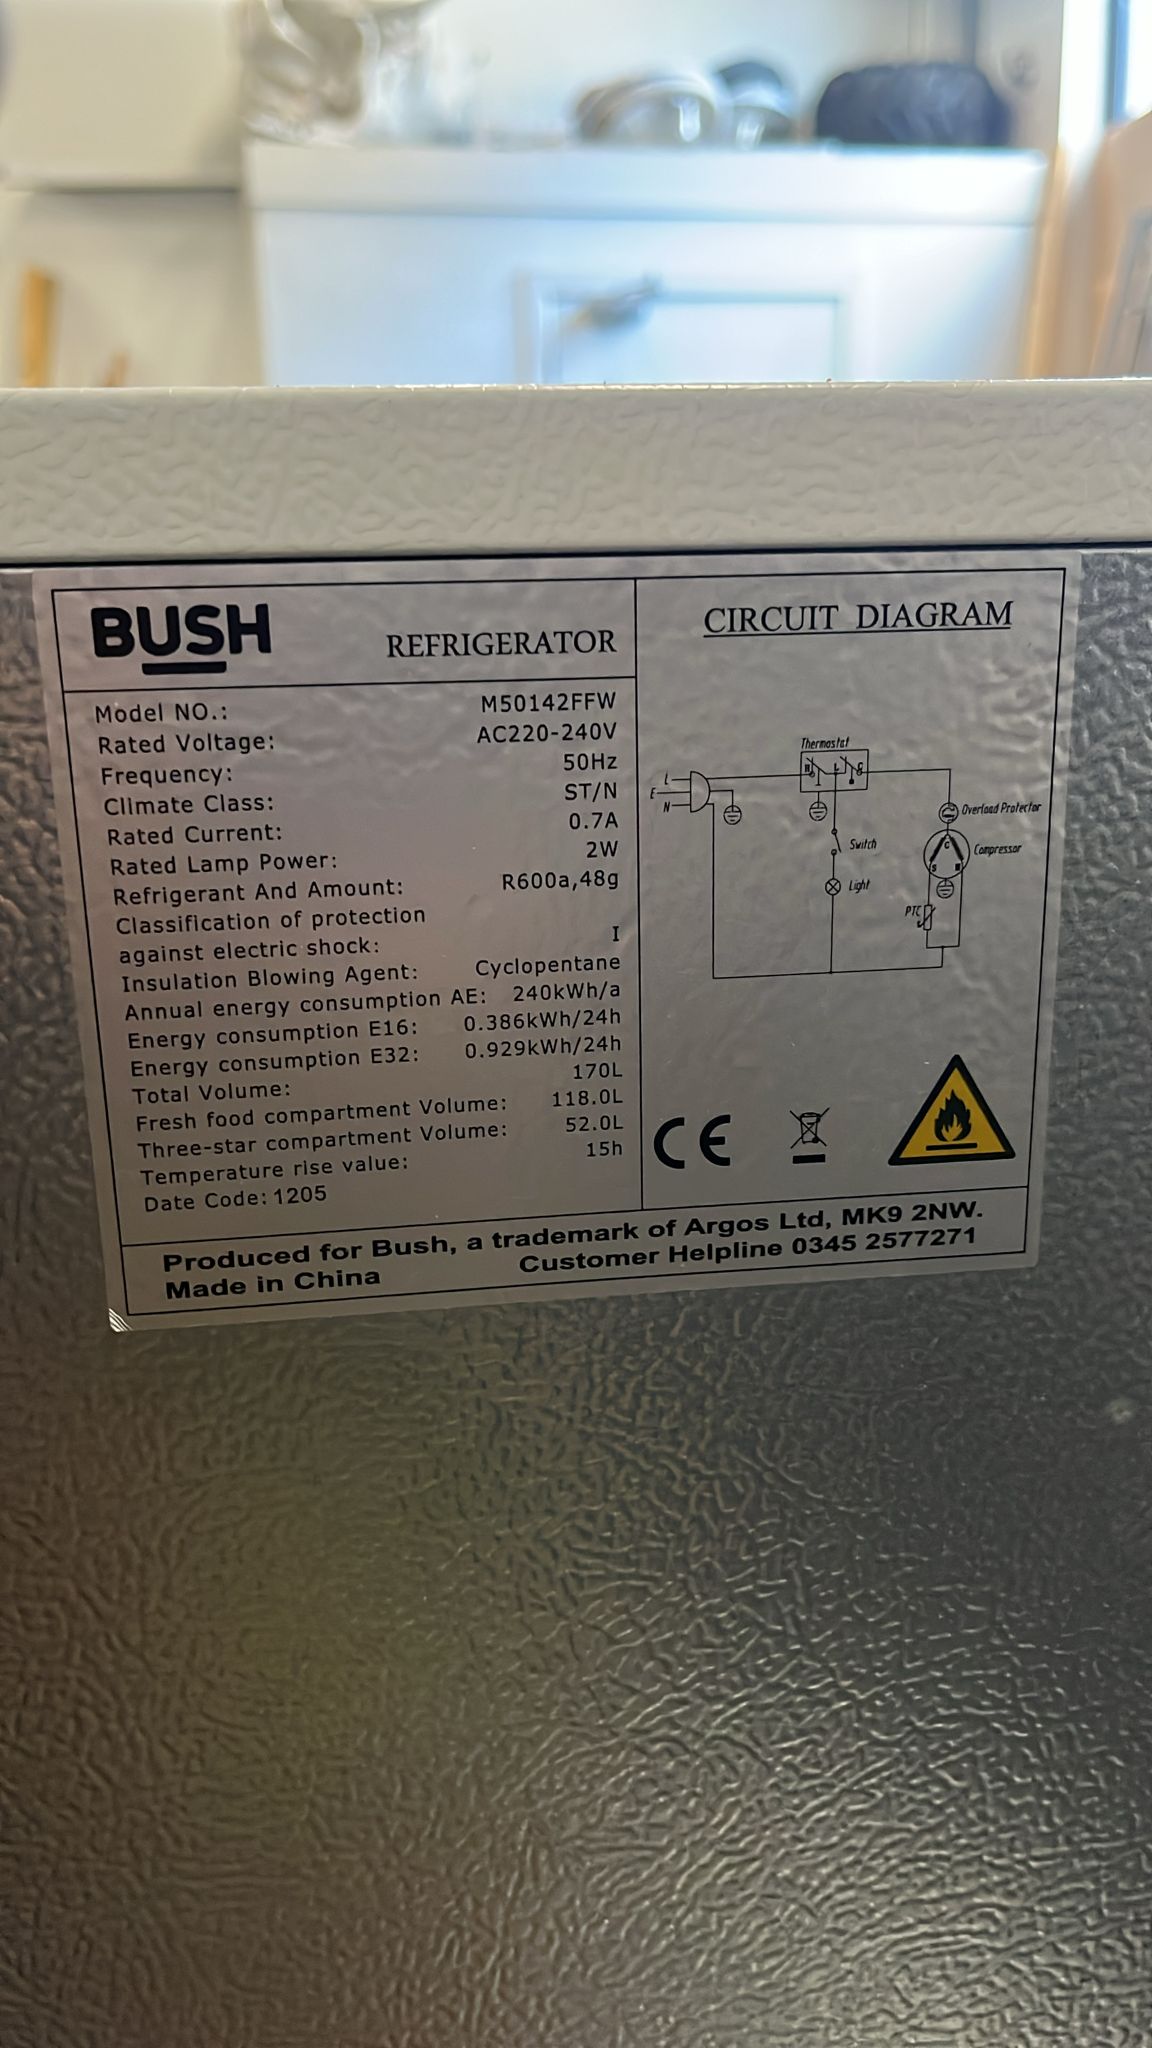 BUSH REFRIGERATOR
Model NO.: M50142FFW
Rated Voltage: AC220-240V
Frequency: 50Hz
Climate Class: ST/N
Rated Current: 0.7A
Rated Lamp Power: 2W
Refrigerant And Amount: R600a,48g
Classification of protection
against electric shock: I
Insulation Blowing Agent: Cyclopentane
Annual energy consumption AE: 240kWh/a
Energy consumption E16: 0.386kWh/24h
Energy consumption E32: 0.929kWh/24h
Total Volume: 170L
Fresh food compartment Volume: 118.0L
Three-star compartment Volume: 52.0L
Temperature rise value: 15h
Date Code: 1205
CIRCUIT DIAGRAM
Thermostat
H L C
L
E
N
Overload Protector
Switch
Compressor
C
S
Light
PTC
CE
Produced for Bush, a trademark of Argos Ltd, MK9 2NW.
Made in China Customer Helpline 0345 2577271